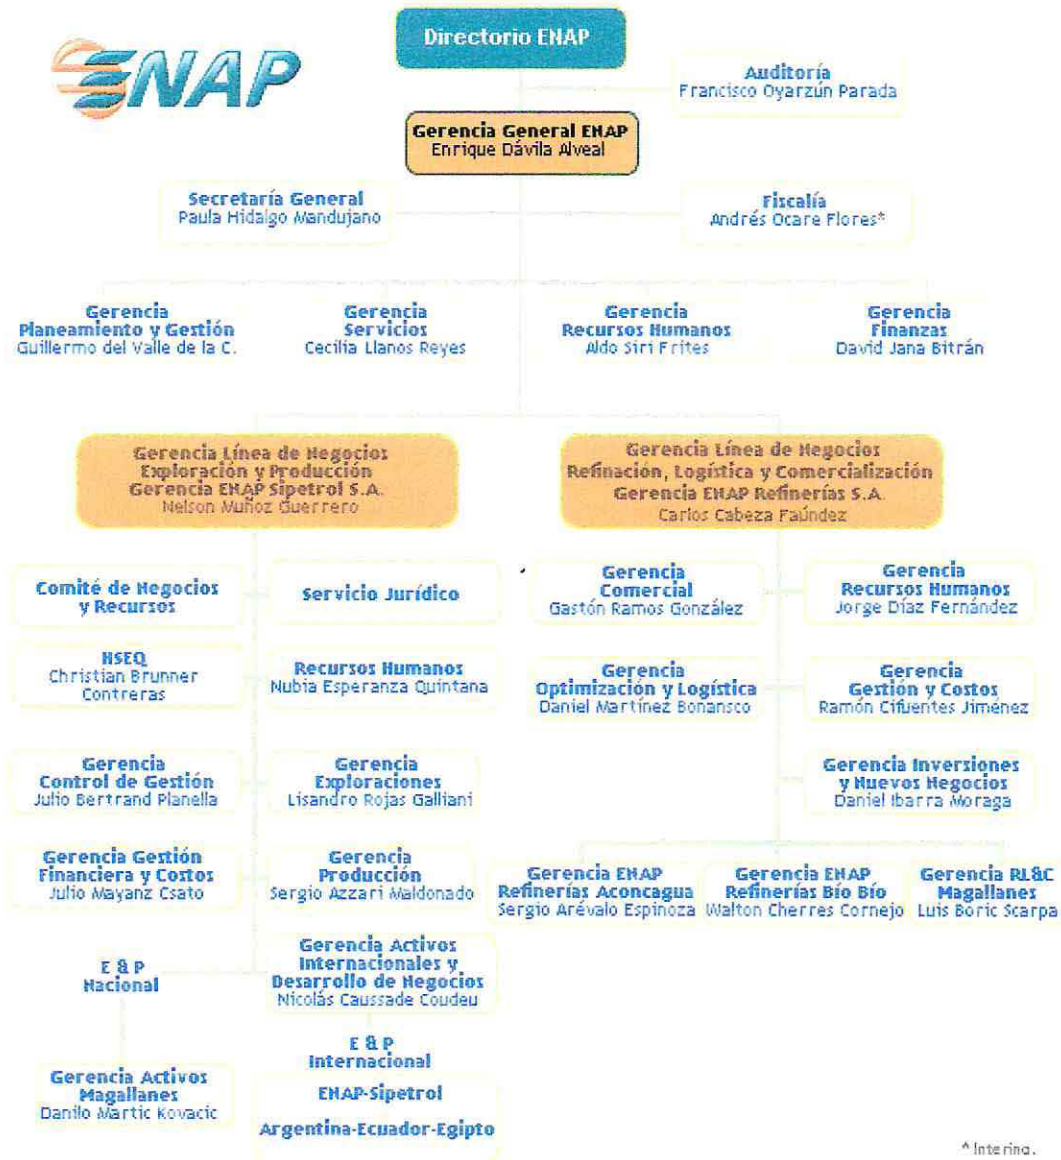 Directorio ENAP
ENAP
Auditoría
Francisco Oyarzún Parada
Gerencia General ENAP
Enrique Dávila Alveal
Secretaría General
Paula Hidalgo Mandujano
Fiscalía
Andrés Ocare Flores*
Gerencia
Planeamiento y Gestión
Guillermo del Valle de la C.
Gerencia
Servicios
Cecilia Llanos Reyes
Gerencia
Recursos Humanos
Aldo Siri Frites
Gerencia
Finanzas
David Jana Bitrán
Gerencia Línea de Negocios
Exploración y Producción
Gerencia ENAP Sipetrol S.A.
Nelson Muñoz Guerrero
Gerencia Línea de Negocios
Refinación, Logística y Comercialización
Gerencia ENAP Refinerías S.A.
Carlos Cabeza Faúndez
Comité de Negocios
y Recursos
Servicio Jurídico
Gerencia
Comercial
Gastón Ramos González
Gerencia
Recursos Humanos
Jorge Díaz Fernández
HSEQ
Christian Brunner
Contreras
Recursos Humanos
Nubia Esperanza Quintana
Gerencia
Optimización y Logística
Daniel Martínez Bonansco
Gerencia
Gestión y Costos
Ramón Cifuentes Jiménez
Gerencia
Control de Gestión
Julio Bertrand Planella
Gerencia
Exploraciones
Lisandro Rojas Galliani
Gerencia Inversiones
y Nuevos Negocios
Daniel Ibarra Moraga
Gerencia Gestión
Financiera y Costos
Julio Mayanz Csato
Gerencia
Producción
Sergio Azzari Maldonado
Gerencia ENAP
Refinerías Aconcagua
Sergio Arévalo Espinoza
Gerencia ENAP
Refinerías Bío Bío
Walton Cherres Cornejo
Gerencia RL&C
Magallanes
Luis Boric Scarpa
E & P
Nacional
Gerencia Activos
Internacionales y
Desarrollo de Negocios
Nicolás Caussade Coudeu
E & P
Internacional
Gerencia Activos
Magallanes
Danilo Martic Kovacic
ENAP-Sipetrol
Argentina-Ecuador-Egipto
* Interino.